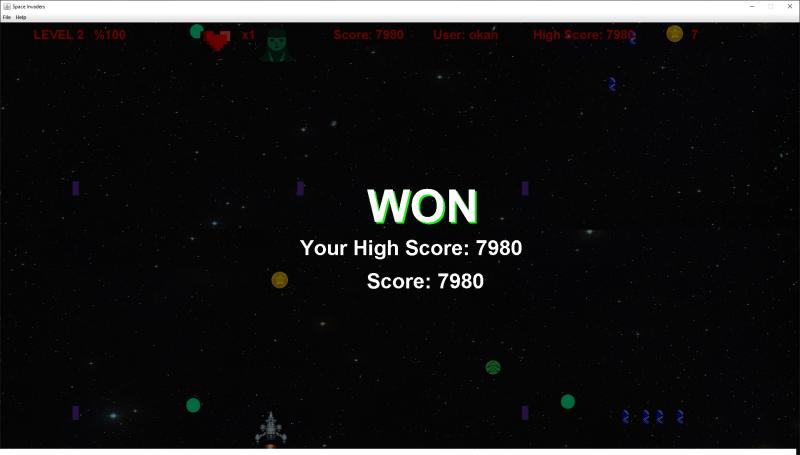 Space Invaders
File Help
LEVEL 2 %100 x1 Score: 7980 User: okan High Score: 7980 7
WON
Your High Score: 7980
Score: 7980